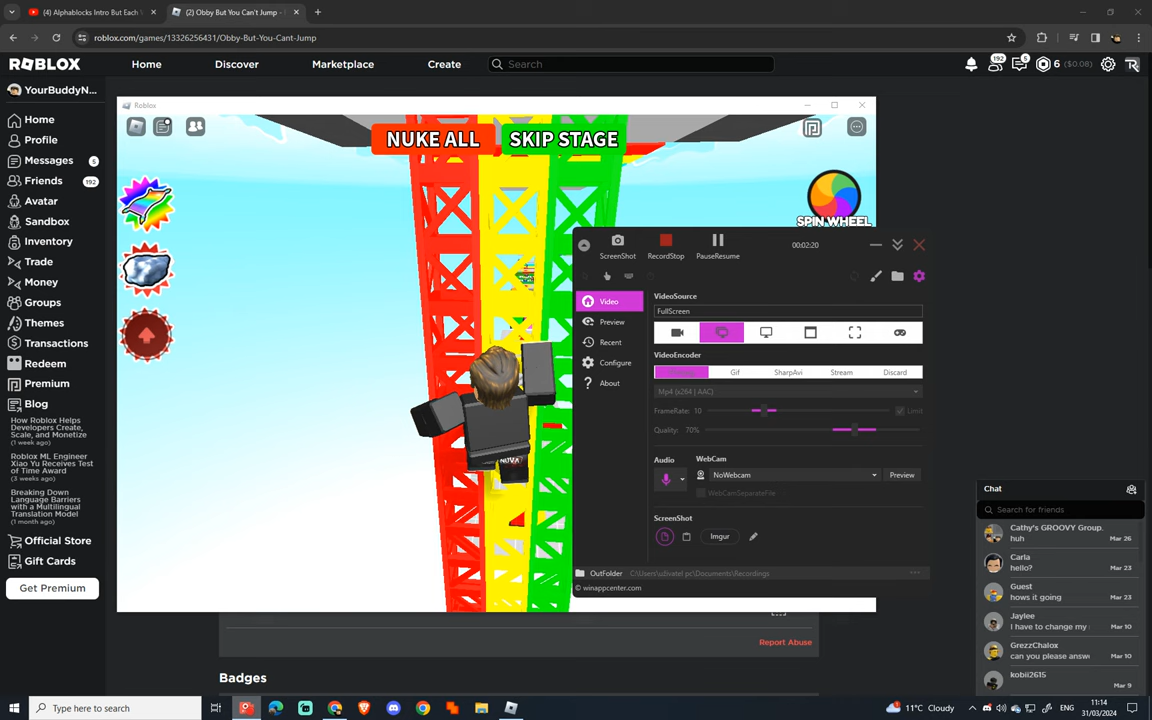 (4) Alphablocks Intro But Each
(2) Obby But You Can't Jump -
roblox.com/games/13326256431/Obby-But-You-Cant-Jump
ROBLOX
Home
Discover
Marketplace
Create
Search
192
5
6 ($0.08)
YourBuddyN...
Home
Profile
Messages
5
Friends
192
Avatar
Sandbox
Inventory
Trade
Money
Groups
Themes
Transactions
Redeem
Premium
Blog
How Roblox Helps
Developers Create,
Scale, and Monetize
(1 week ago)
Roblox ML Engineer
Xiao Yu Receives Test
of Time Award
(3 weeks ago)
Breaking Down
Language Barriers
with a Multilingual
Translation Model
(1 month ago)
Official Store
Gift Cards
Get Premium
Roblox
NUKE ALL
SKIP STAGE
SPIN WHEEL
ScreenShot
RecordStop
PauseResume
00:02:20
Video
Preview
Recent
Configure
About
VideoSource
FullScreen
VideoEncoder
Gif
SharpAvi
Stream
Discard
Mp4 (x264 | AAC)
FrameRate: 10
Limit
Quality: 70%
Audio
WebCam
NoWebcam
Preview
WebCamSeparateFile
ScreenShot
Imgur
OutFolder
C:\Users\udivatel pc\Documents\Recordings
© winappcenter.com
Report Abuse
Badges
Chat
Search for friends
Cathy's GROOVY Group.
huh
Mar 26
Carla
hello?
Mar 23
Guest
hows it going
Mar 23
Jaylee
I have to change my
Mar 10
GrezzChalox
can you please answ
Mar 10
kobii2615
Mar 9
Type here to search
11°C Cloudy
ENG
11:14
31/03/2024